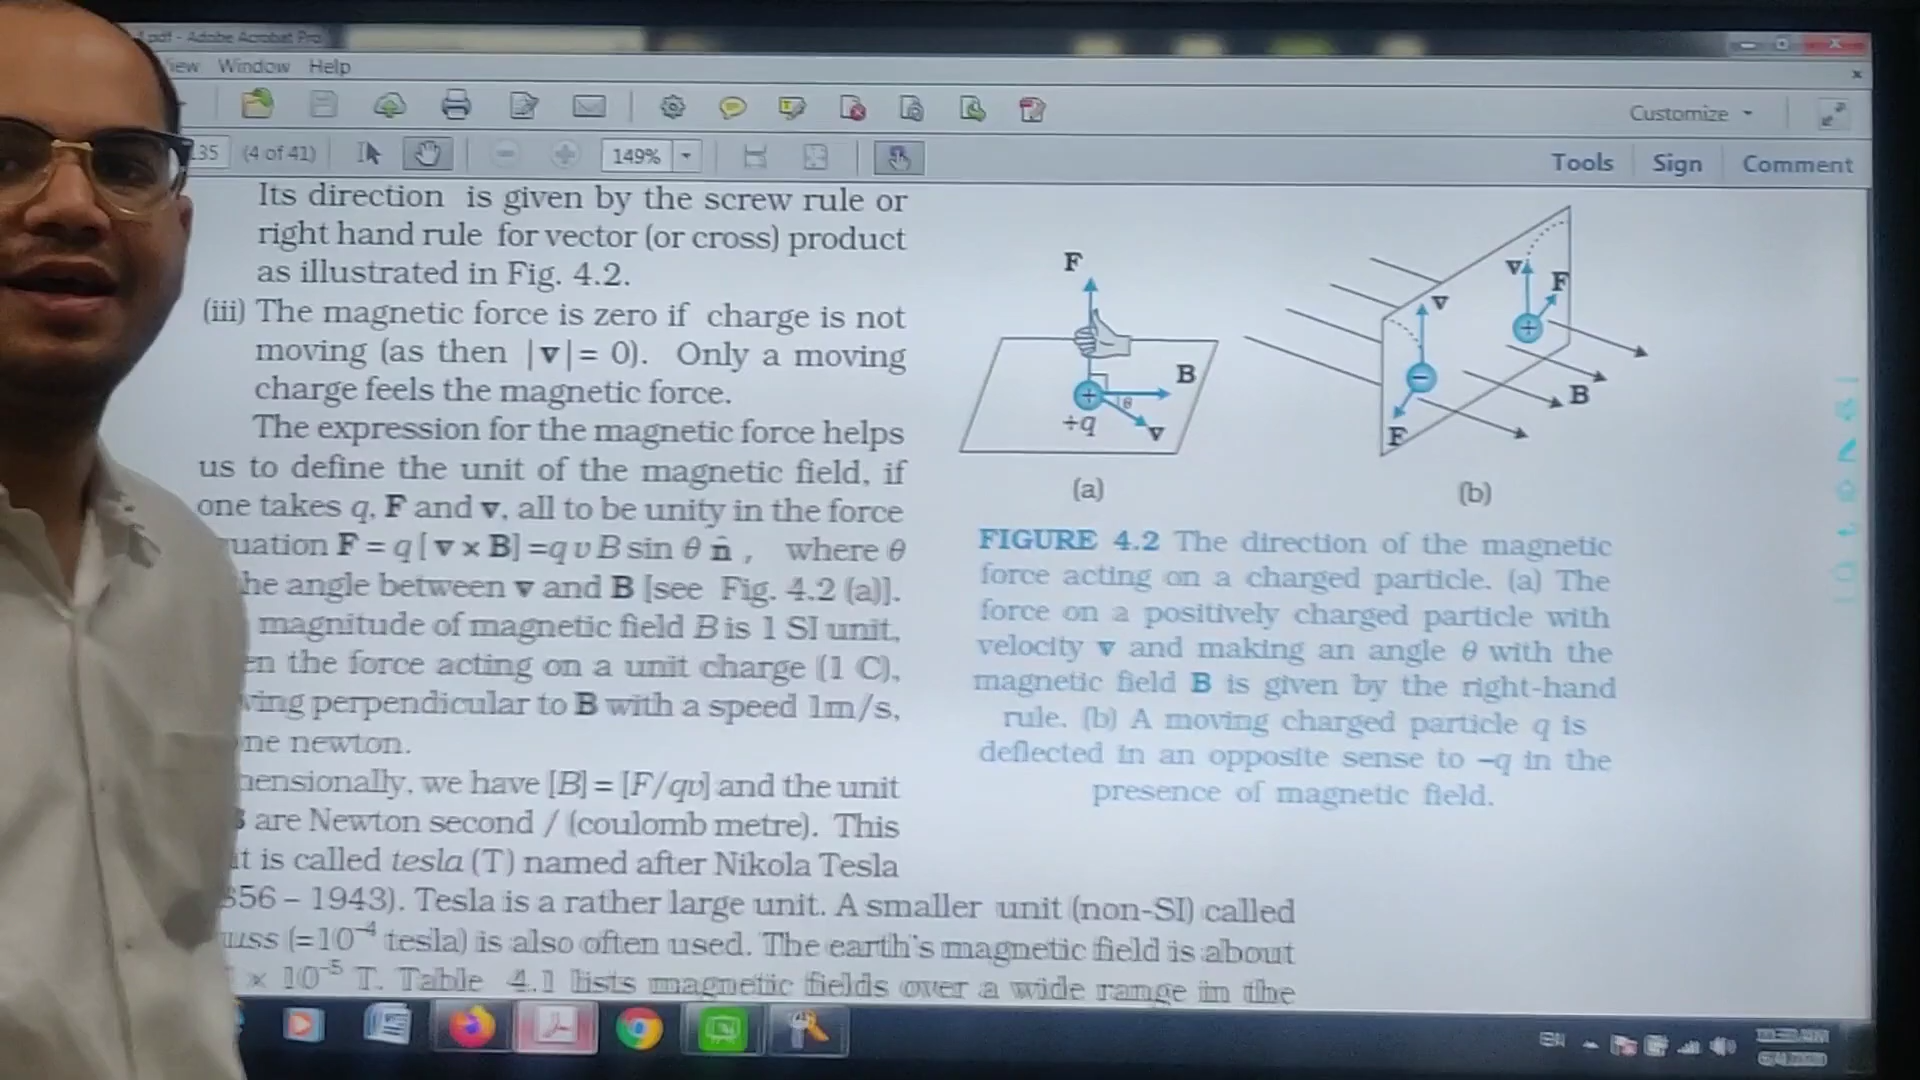 .pdf - Adobe Acrobat Pro
View Window Help
Customize
135 (4 of 41) 149%
Tools Sign Comment
Its direction is given by the screw rule or
right hand rule for vector (or cross) product
as illustrated in Fig. 4.2.
(iii) The magnetic force is zero if charge is not
moving (as then |v|= 0). Only a moving
charge feels the magnetic force.
The expression for the magnetic force helps
us to define the unit of the magnetic field, if
one takes q, F and v, all to be unity in the force
uation F = q [ v × B] =q v B sin θ n̂ , where θ
he angle between v and B [see Fig. 4.2 (a)].
magnitude of magnetic field B is 1 SI unit,
en the force acting on a unit charge (1 C),
ving perpendicular to B with a speed 1m/s,
ne newton.
ensionally, we have [B] = [F/qv] and the unit
are Newton second / (coulomb metre). This
it is called tesla (T) named after Nikola Tesla
856 – 1943). Tesla is a rather large unit. A smaller unit (non-SI) called
uss (=10⁻⁴ tesla) is also often used. The earth's magnetic field is about
× 10⁻⁵ T. Table 4.1 lists magnetic fields over a wide range in the
F
B
θ
+q
v
(a)
v
F
v
+
−
B
F
(b)
FIGURE 4.2 The direction of the magnetic
force acting on a charged particle. (a) The
force on a positively charged particle with
velocity v and making an angle θ with the
magnetic field B is given by the right-hand
rule. (b) A moving charged particle q is
deflected in an opposite sense to –q in the
presence of magnetic field.
EN